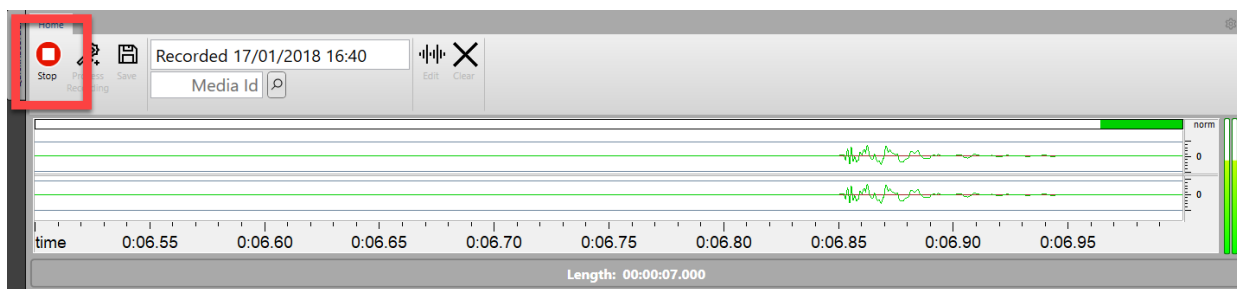 Home
Recorded 17/01/2018 16:40
Stop
Process
Recording
Save
Media Id
Edit
Clear
norm
0
0
time 0:06.55 0:06.60 0:06.65 0:06.70 0:06.75 0:06.80 0:06.85 0:06.90 0:06.95
Length: 00:00:07.000